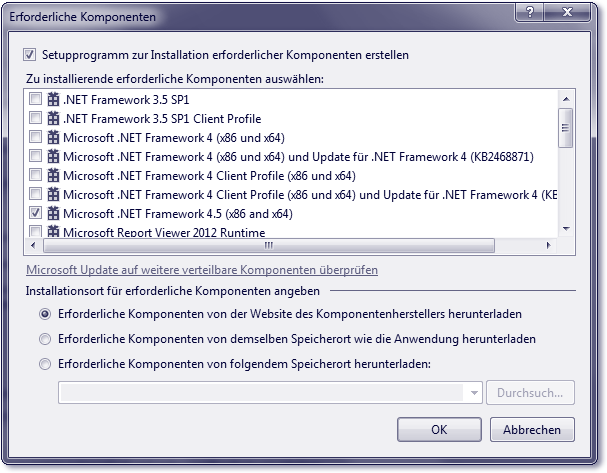 Erforderliche Komponenten
Setupprogramm zur Installation erforderlicher Komponenten erstellen
Zu installierende erforderliche Komponenten auswählen:
.NET Framework 3.5 SP1
.NET Framework 3.5 SP1 Client Profile
Microsoft .NET Framework 4 (x86 und x64)
Microsoft .NET Framework 4 (x86 und x64) und Update für .NET Framework 4 (KB2468871)
Microsoft .NET Framework 4 Client Profile (x86 und x64)
Microsoft .NET Framework 4 Client Profile (x86 und x64) und Update für .NET Framework 4 (KE
Microsoft .NET Framework 4.5 (x86 and x64)
Microsoft Report Viewer 2012 Runtime
Microsoft Update auf weitere verteilbare Komponenten überprüfen
Installationsort für erforderliche Komponenten angeben
Erforderliche Komponenten von der Website des Komponentenherstellers herunterladen
Erforderliche Komponenten von demselben Speicherort wie die Anwendung herunterladen
Erforderliche Komponenten von folgendem Speicherort herunterladen:
Durchsuch...
OK Abbrechen